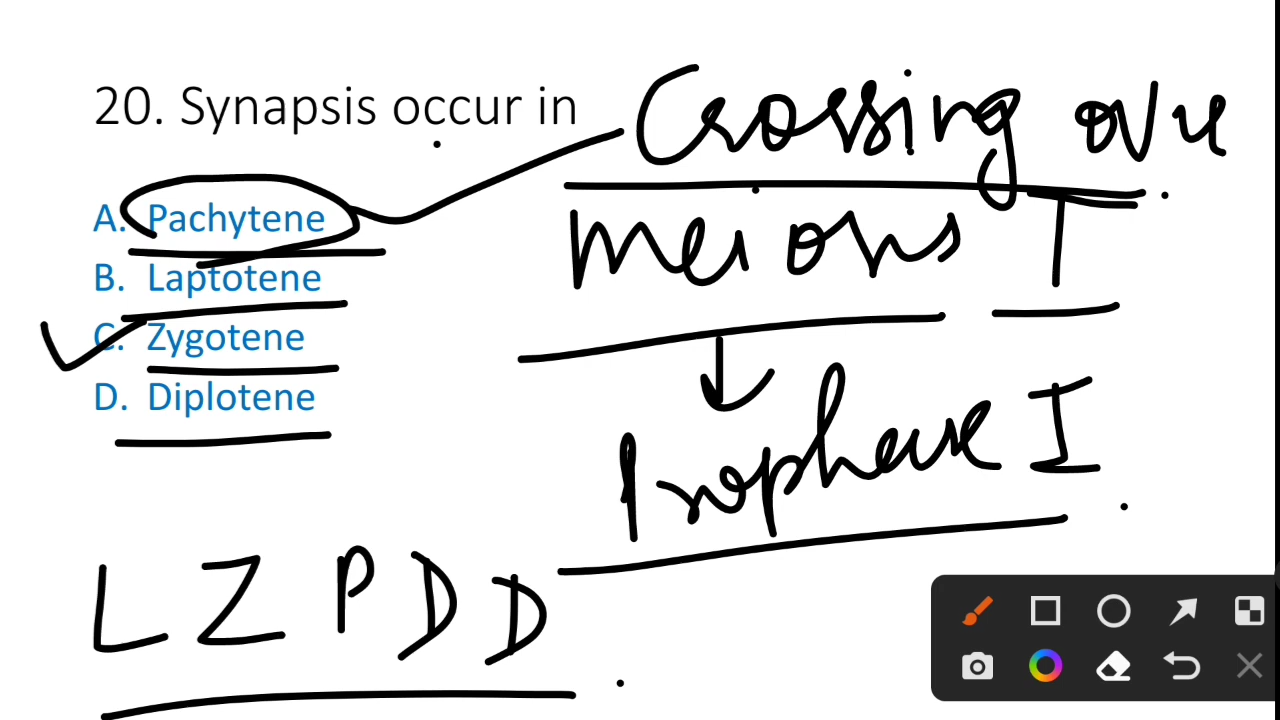 20. Synapsis occur in
Crossing over
A. Pachytene
meiosis I
B. Laptotene
C. Zygotene
D. Diplotene
Prophase I
L Z P D D